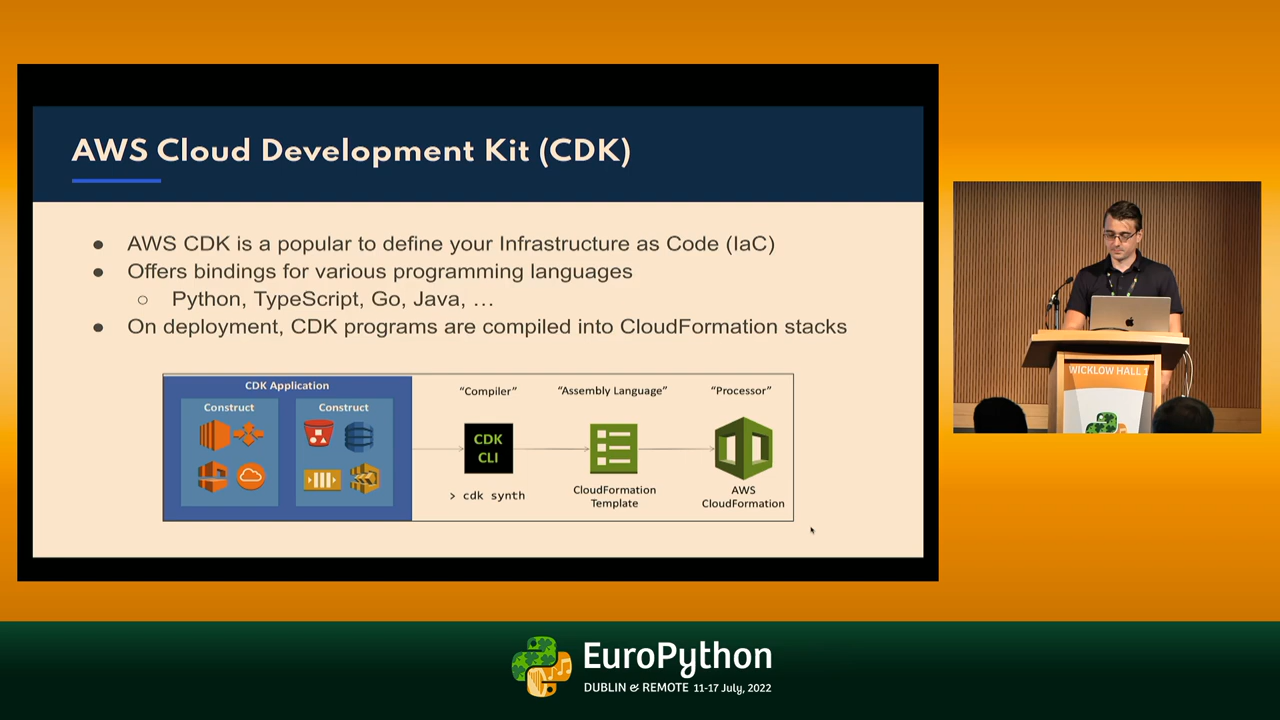 AWS Cloud Development Kit (CDK)
● AWS CDK is a popular to define your Infrastructure as Code (IaC)
● Offers bindings for various programming languages
○ Python, TypeScript, Go, Java, …
● On deployment, CDK programs are compiled into CloudFormation stacks
CDK Application
Construct
Construct
“Compiler”
“Assembly Language”
“Processor”
CDK
CLI
> cdk synth
CloudFormation
Template
AWS
CloudFormation
WICKLOW HALL 1
EuroPython
DUBLIN & REMOTE 11-17 July, 2022